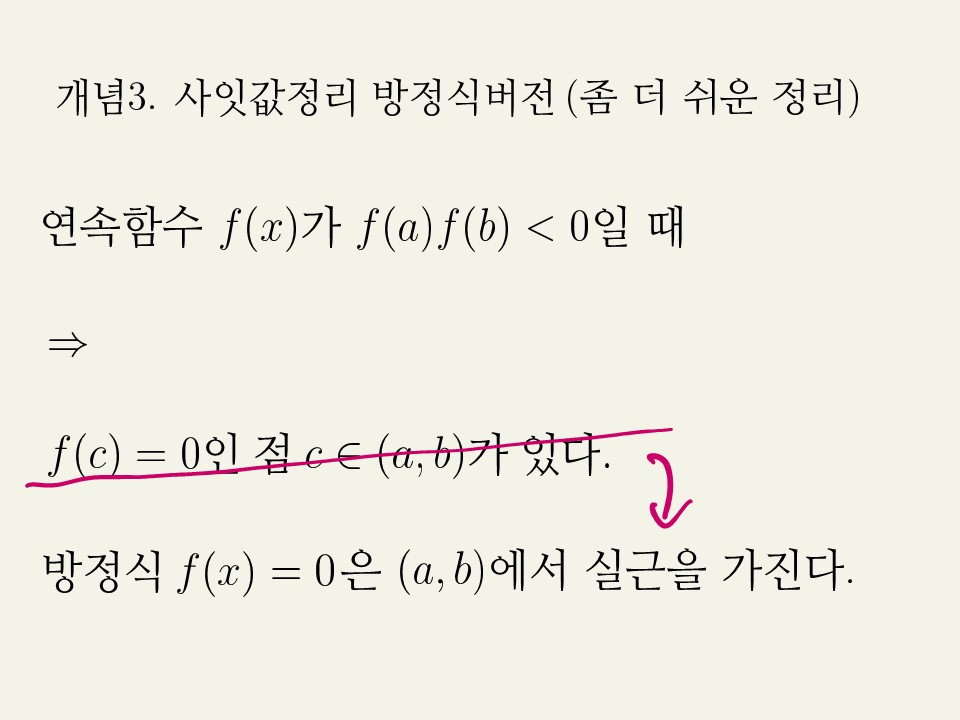 개념3. 사잇값정리 방정식버전(좀 더 쉬운 정리)
연속함수 f(x)가 f(a)f(b) < 0일 때
⇒
f(c) = 0인 점 c ∈ (a, b)가 있다.
방정식 f(x) = 0은 (a, b)에서 실근을 가진다.